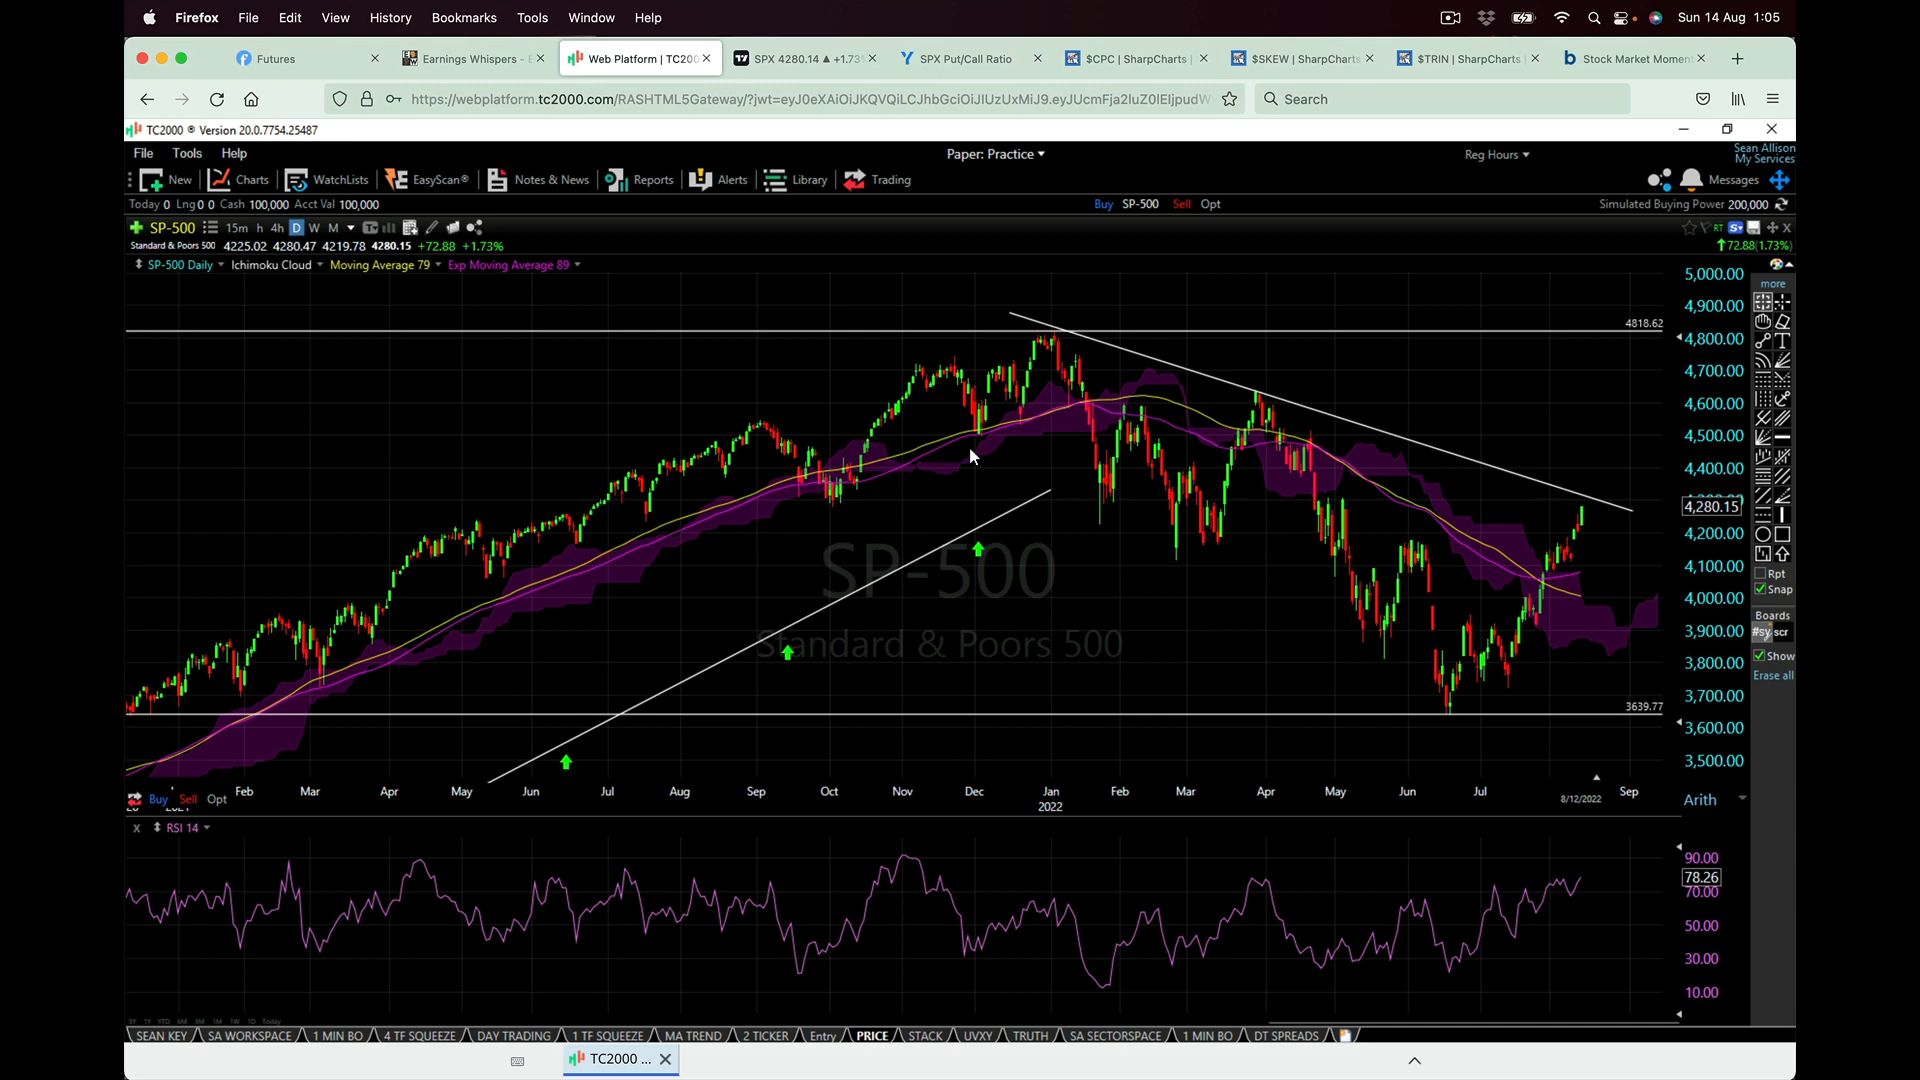 Firefox File Edit View History Bookmarks Tools Window Help Sun 14 Aug 1:05
Futures Earnings Whispers - Web Platform | TC200 SPX 4280.14 ▲ +1.73% SPX Put/Call Ratio $CPC | SharpCharts | $SKEW | SharpCharts $TRIN | SharpCharts | Stock Market Momen
https://webplatform.tc2000.com/RASHTML5Gateway/?jwt= Search
TC2000 ® Version 20.0.7754.25487
File Tools Help Paper: Practice Reg Hours Sean Allison
My Services
New Charts WatchLists EasyScan® Notes & News Reports Alerts Library Trading Messages
Today 0 Lng 0 0 Cash 100,000 Acct Val 100,000 Buy SP-500 Sell Opt Simulated Buying Power 200,000
SP-500 15m h 4h D W M RT
Standard & Poors 500 4225.02 4280.47 4219.78 4280.15 +72.88 +1.73% 72.88(1.73%)
SP-500 Daily Ichimoku Cloud Moving Average 79 Exp Moving Average 89
5,000.00
more
4,900.00
4818.62
4,800.00
4,700.00
4,600.00
4,500.00
4,400.00
4,280.15
4,200.00
SP-500
4,100.00
Rpt
Snap
4,000.00
Boards
3,900.00
scr
Standard & Poors 500
Show
3,800.00
Erase all
3,700.00
3639.77
3,600.00
3,500.00
Feb Mar Apr May Jun Jul Aug Sep Oct Nov Dec Jan Feb Mar Apr May Jun Jul Sep
Buy Sell Opt 2022 8/12/2022 Arith
X RSI 14
90.00
78.26
70.00
50.00
30.00
10.00
5Y 1Y YTD 6M 3M 1M 1W 1D Today
SEAN KEY SA WORKSPACE 1 MIN BO 4 TF SQUEEZE DAY TRADING 1 TF SQUEEZE MA TREND 2 TICKER Entry PRICE STACK UVXY TRUTH SA SECTORSPACE 1 MIN BO DT SPREADS
TC2000 ...